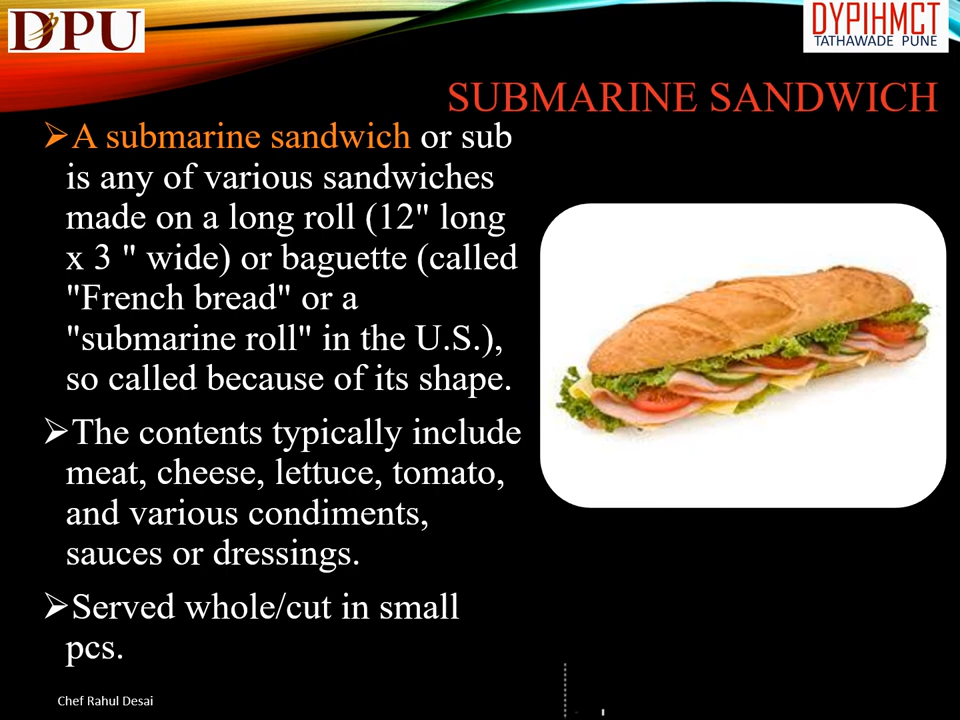 DPU
DYPIHMCT
TATHAWADE PUNE
SUBMARINE SANDWICH
➢A submarine sandwich or sub
is any of various sandwiches
made on a long roll (12" long
x 3 " wide) or baguette (called
"French bread" or a
"submarine roll" in the U.S.),
so called because of its shape.
➢The contents typically include
meat, cheese, lettuce, tomato,
and various condiments,
sauces or dressings.
➢Served whole/cut in small
pcs.
Chef Rahul Desai